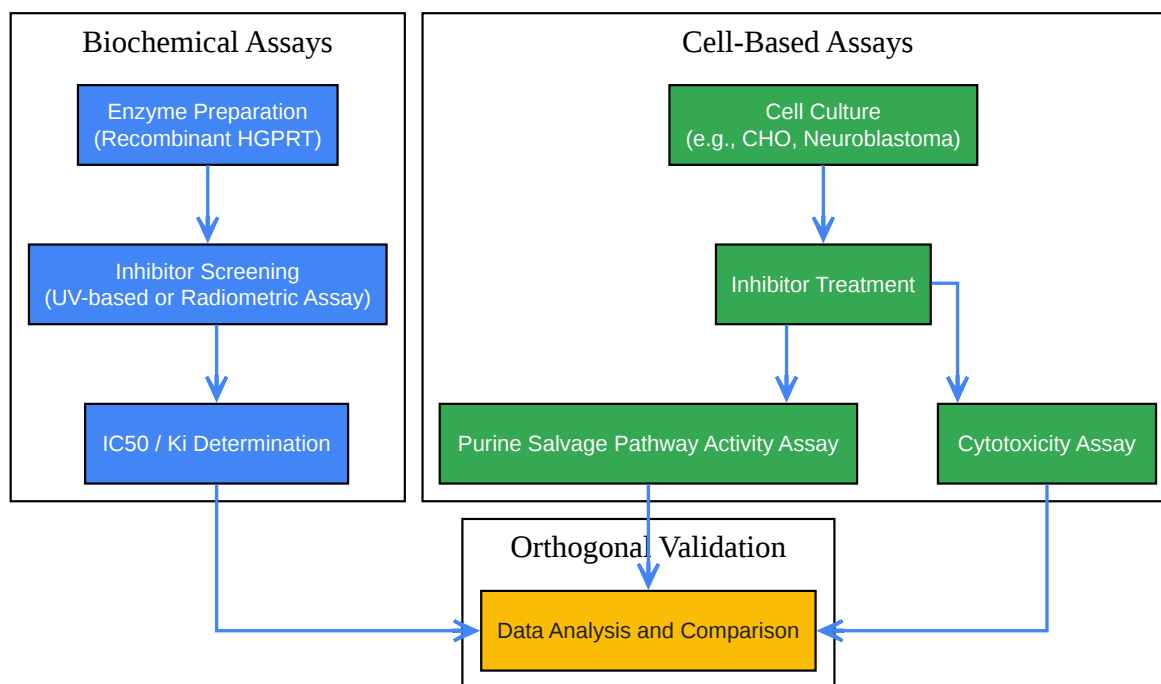 Biochemical Assays
Enzyme Preparation
(Recombinant HGPRT)
Inhibitor Screening
(UV-based or Radiometric Assay)
IC50 / Ki Determination
Cell-Based Assays
Cell Culture
(e.g., CHO, Neuroblastoma)
Inhibitor Treatment
Purine Salvage Pathway Activity Assay
Cytotoxicity Assay
Orthogonal Validation
Data Analysis and Comparison